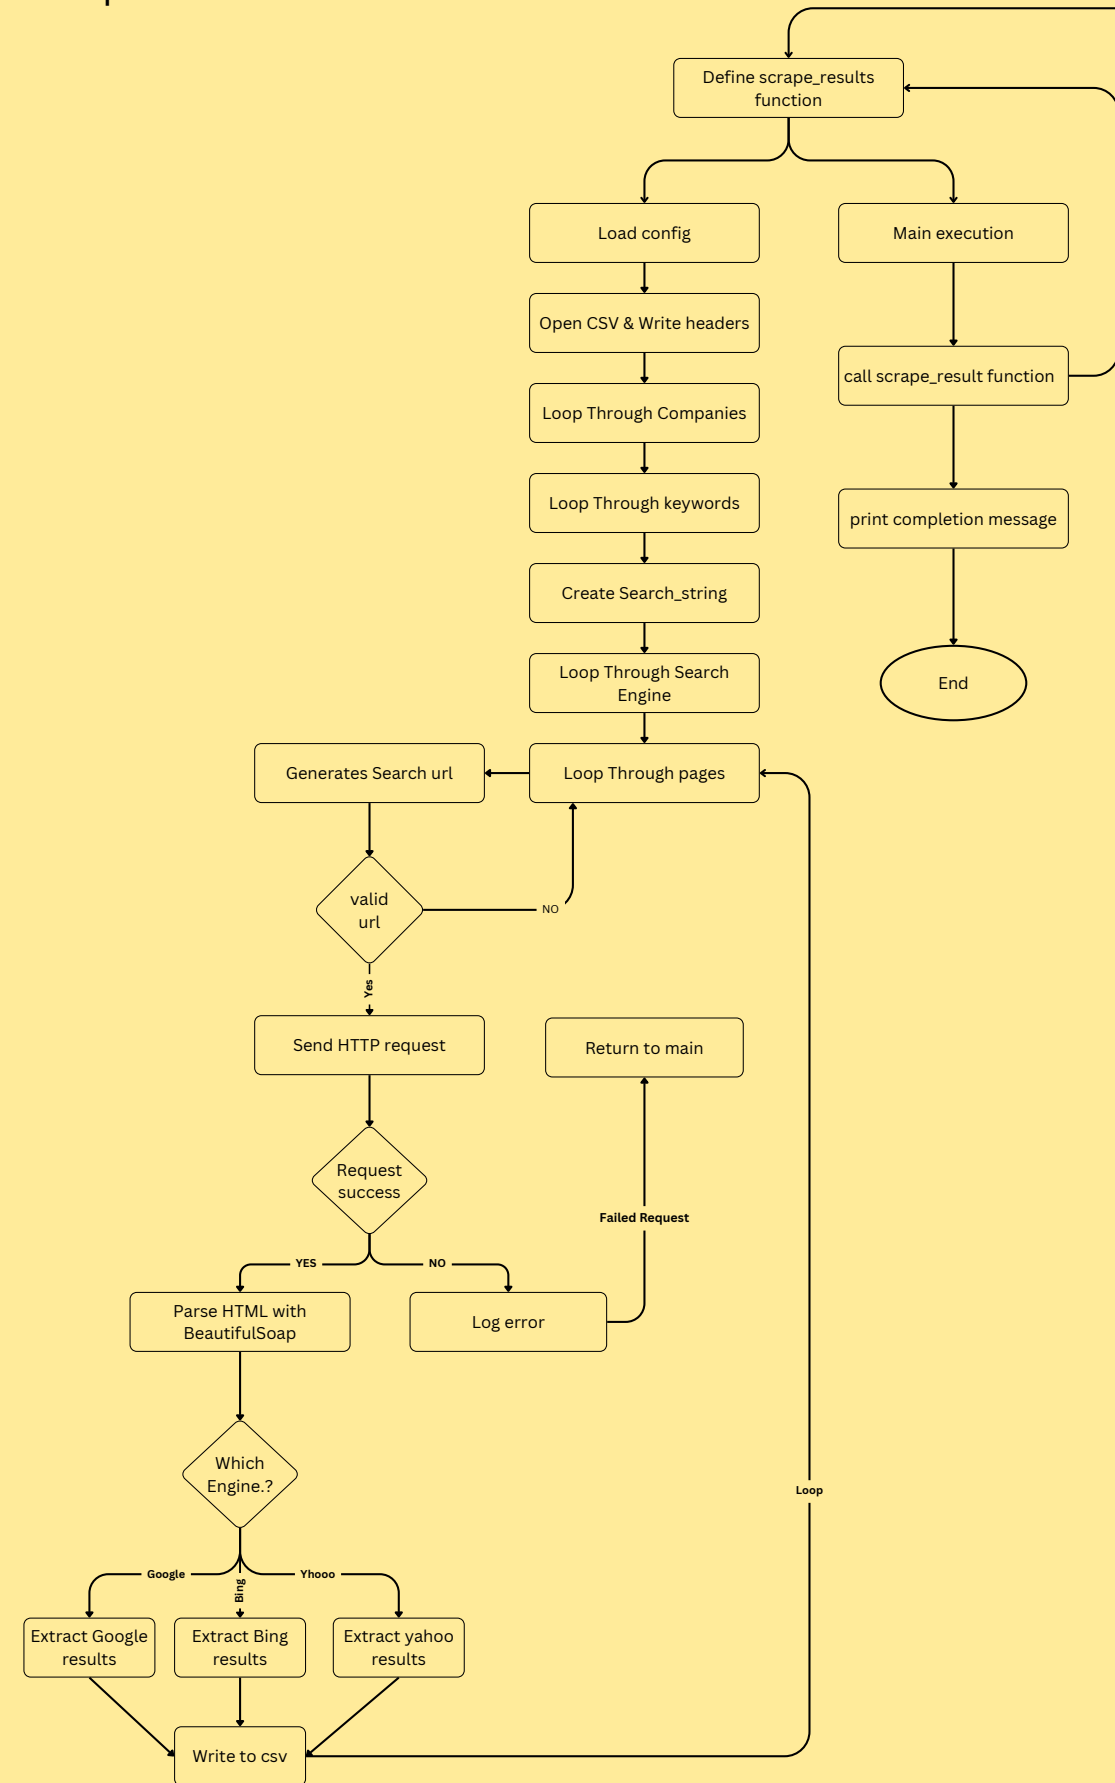 Define scrape_results
function
Load config
Main execution
Open CSV & Write headers
call scrape_result function
Loop Through Companies
Loop Through keywords
print completion message
Create Search_string
Loop Through Search
Engine
End
Generates Search url
Loop Through pages
valid
url
NO
Yes
Send HTTP request
Return to main
Request
success
Failed Request
YES
NO
Parse HTML with
BeautifulSoap
Log error
Which
Engine.?
Loop
Google
Bing
Yhooo
Extract Google
results
Extract Bing
results
Extract yahoo
results
Write to csv